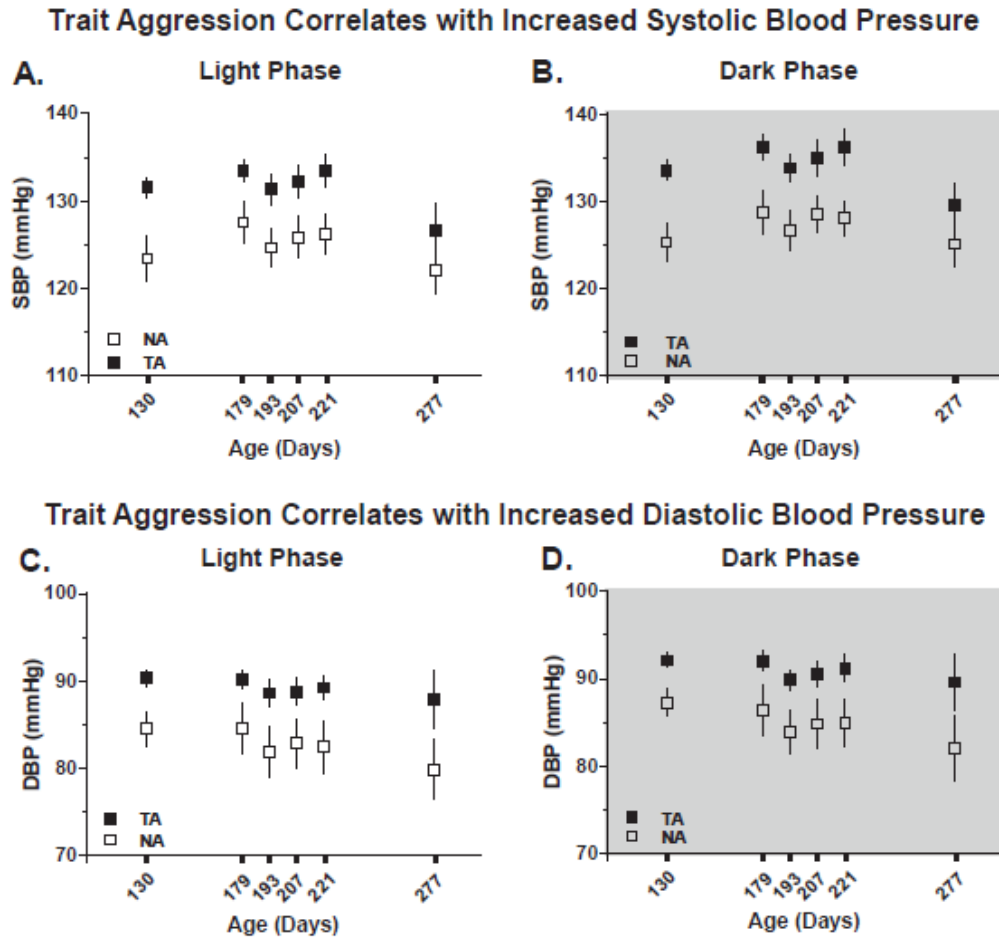 Trait Aggression Correlates with Increased Systolic Blood Pressure
A.
Light Phase
140
130
120
110
SBP (mmHg)
NA
TA
130
179
193
207
221
277
Age (Days)
B.
Dark Phase
140
130
120
110
SBP (mmHg)
TA
NA
130
179
193
207
221
277
Age (Days)
Trait Aggression Correlates with Increased Diastolic Blood Pressure
C.
Light Phase
100
90
80
70
DBP (mmHg)
TA
NA
130
179
193
207
221
277
Age (Days)
D.
Dark Phase
100
90
80
70
DBP (mmHg)
TA
NA
130
179
193
207
221
277
Age (Days)